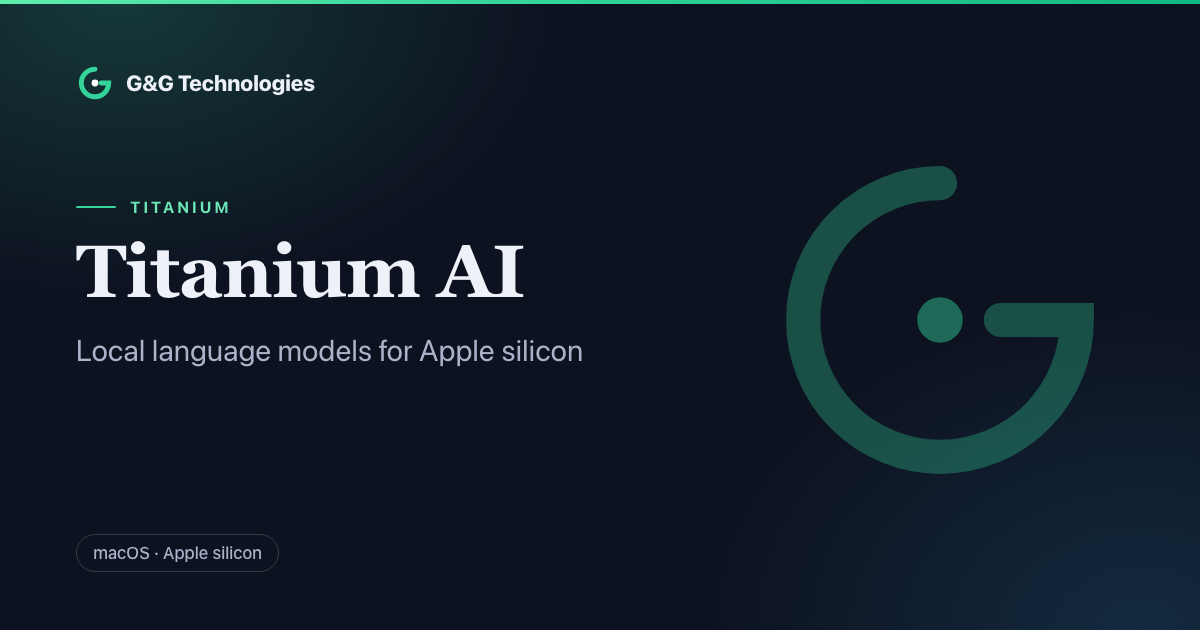 G&G Technologies
TITANIUM
Titanium AI
Local language models for Apple silicon
macOS · Apple silicon